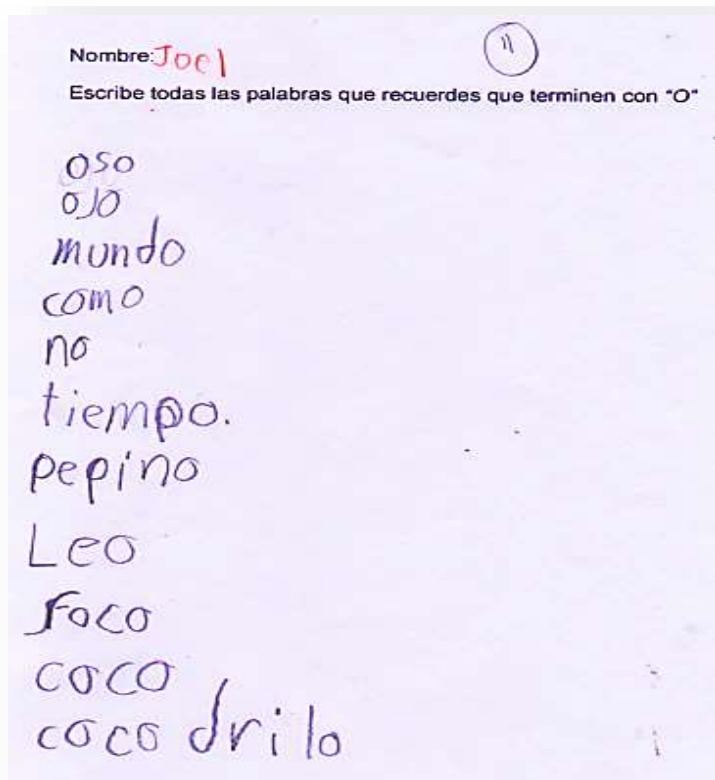 Nombre: Joel
11
Escribe todas las palabras que recuerdes que terminen con "O"
oso
ojo
mundo
como
no
tiempo.
pepino
Leo
foco
coco
coco drilo